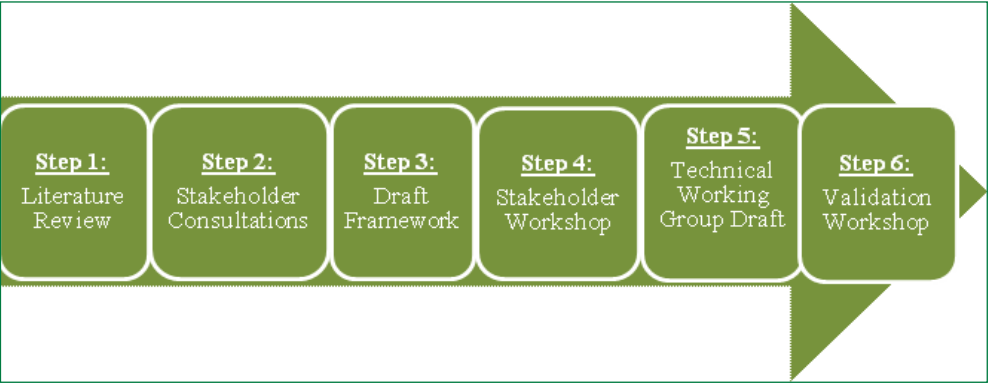 Step 1:
Literature
Review
Step 2:
Stakeholder
Consultations
Step 3:
Draft
Framework
Step 4:
Stakeholder
Workshop
Step 5:
Technical
Working
Group Draft
Step 6:
Validation
Workshop